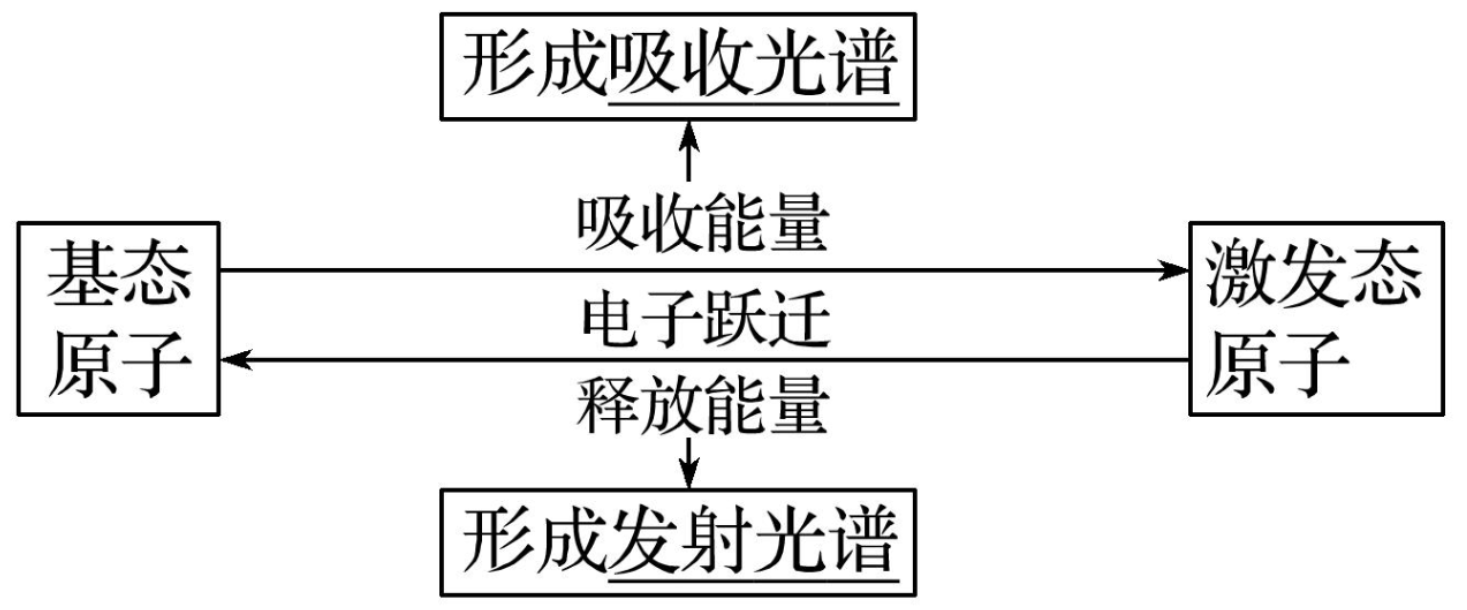 形成吸收光谱
吸收能量
基态
原子
电子跃迁
激发态
原子
释放能量
形成发射光谱